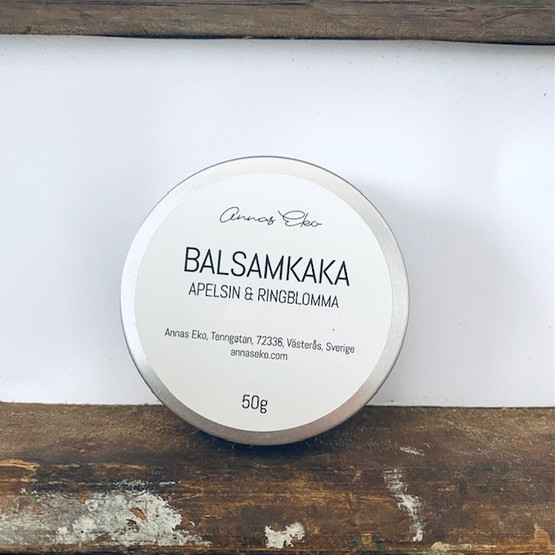 Annas Eko
BALSAMKAKA
APELSIN & RINGBLOMMA
Annas Eko, Tenngatan, 72336, Västerås, Sverige
annaseko.com
50g